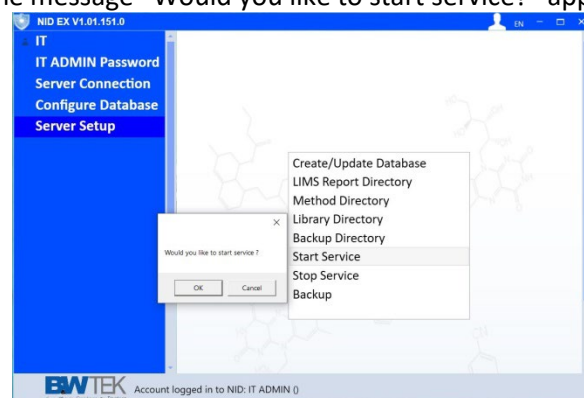 e message "Would you like to start service?" app
NID EX V1.01.151.0
EN
IT
IT ADMIN Password
Server Connection
Configure Database
Server Setup
Create/Update Database
LIMS Report Directory
Method Directory
Library Directory
Backup Directory
Start Service
Stop Service
Backup
Would you like to start service ?
OK
Cancel
BWTEK
Account logged in to NID: IT ADMIN ()